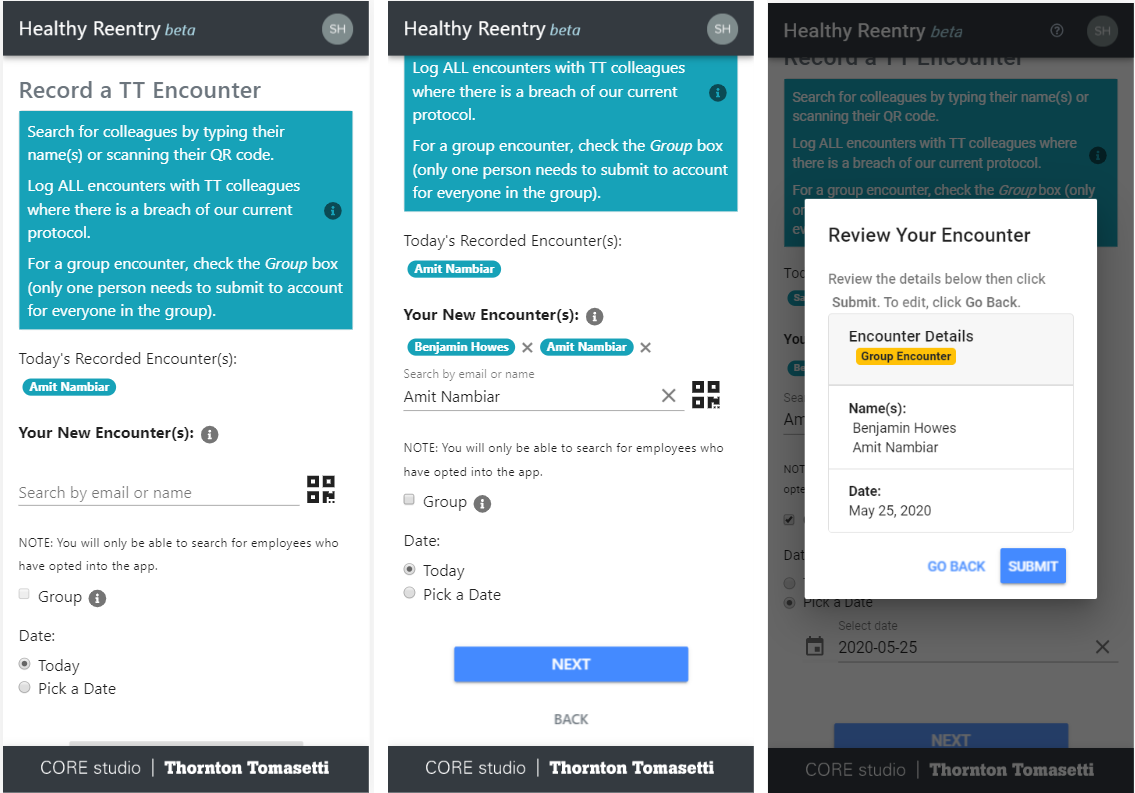 Healthy Reentry beta
SH
Record a TT Encounter
Search for colleagues by typing their
name(s) or scanning their QR code.
Log ALL encounters with TT colleagues
where there is a breach of our current
protocol.
For a group encounter, check the Group box
(only one person needs to submit to account
for everyone in the group).
Today's Recorded Encounter(s):
Amit Nambiar
Your New Encounter(s):
Search by email or name
NOTE: You will only be able to search for employees who
have opted into the app.
Group
Date:
Today
Pick a Date
CORE studio | Thornton Tomasetti
Healthy Reentry beta
SH
Log ALL encounters with TT colleagues
where there is a breach of our current
protocol.
For a group encounter, check the Group box
(only one person needs to submit to account
for everyone in the group).
Today's Recorded Encounter(s):
Amit Nambiar
Your New Encounter(s):
Benjamin Howes × Amit Nambiar ×
Search by email or name
Amit Nambiar
NOTE: You will only be able to search for employees who
have opted into the app.
Group
Date:
Today
Pick a Date
NEXT
BACK
CORE studio | Thornton Tomasetti
Healthy Reentry beta
SH
Record a TT Encounter
Search for colleagues by typing their name(s) or
scanning their QR code.
Log ALL encounters with TT colleagues where
there is a breach of our current protocol.
For a group encounter, check the Group box (only
Review Your Encounter
Review the details below then click
Submit. To edit, click Go Back.
Encounter Details
Group Encounter
Name(s):
Benjamin Howes
Amit Nambiar
Date:
May 25, 2020
GO BACK SUBMIT
Pick a Date
Select date
2020-05-25
NEXT
CORE studio | Thornton Tomasetti